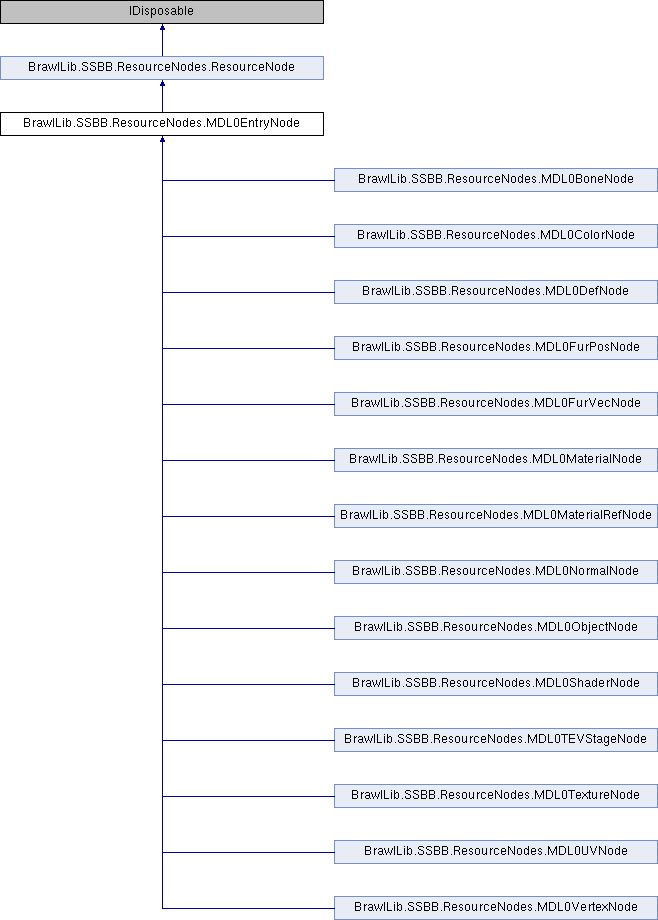 IDisposable
BrawlLib.SSBB.ResourceNodes.ResourceNode
BrawlLib.SSBB.ResourceNodes.MDL0EntryNode
BrawlLib.SSBB.ResourceNodes.MDL0BoneNode
BrawlLib.SSBB.ResourceNodes.MDL0ColorNode
BrawlLib.SSBB.ResourceNodes.MDL0DefNode
BrawlLib.SSBB.ResourceNodes.MDL0FurPosNode
BrawlLib.SSBB.ResourceNodes.MDL0FurVecNode
BrawlLib.SSBB.ResourceNodes.MDL0MaterialNode
BrawlLib.SSBB.ResourceNodes.MDL0MaterialRefNode
BrawlLib.SSBB.ResourceNodes.MDL0NormalNode
BrawlLib.SSBB.ResourceNodes.MDL0ObjectNode
BrawlLib.SSBB.ResourceNodes.MDL0ShaderNode
BrawlLib.SSBB.ResourceNodes.MDL0TEVStageNode
BrawlLib.SSBB.ResourceNodes.MDL0TextureNode
BrawlLib.SSBB.ResourceNodes.MDL0UVNode
BrawlLib.SSBB.ResourceNodes.MDL0VertexNode